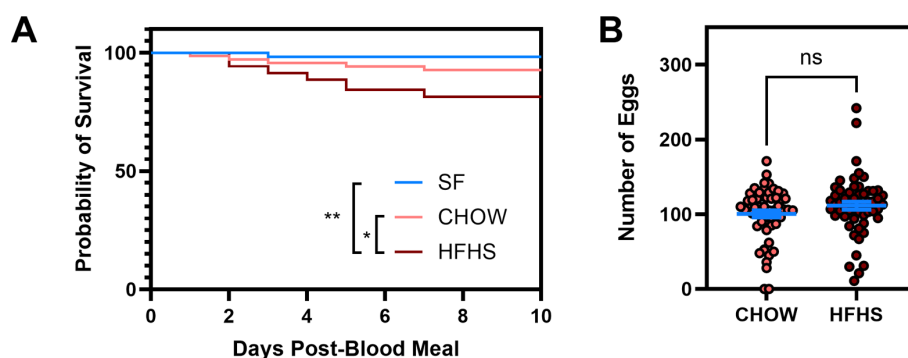 A
Probability of Survival
100
50
0
0 2 4 6 8 10
Days Post-Blood Meal
SF
CHOW
HFHS
**
*
B
Number of Eggs
300
200
100
0
ns
CHOW HFHS